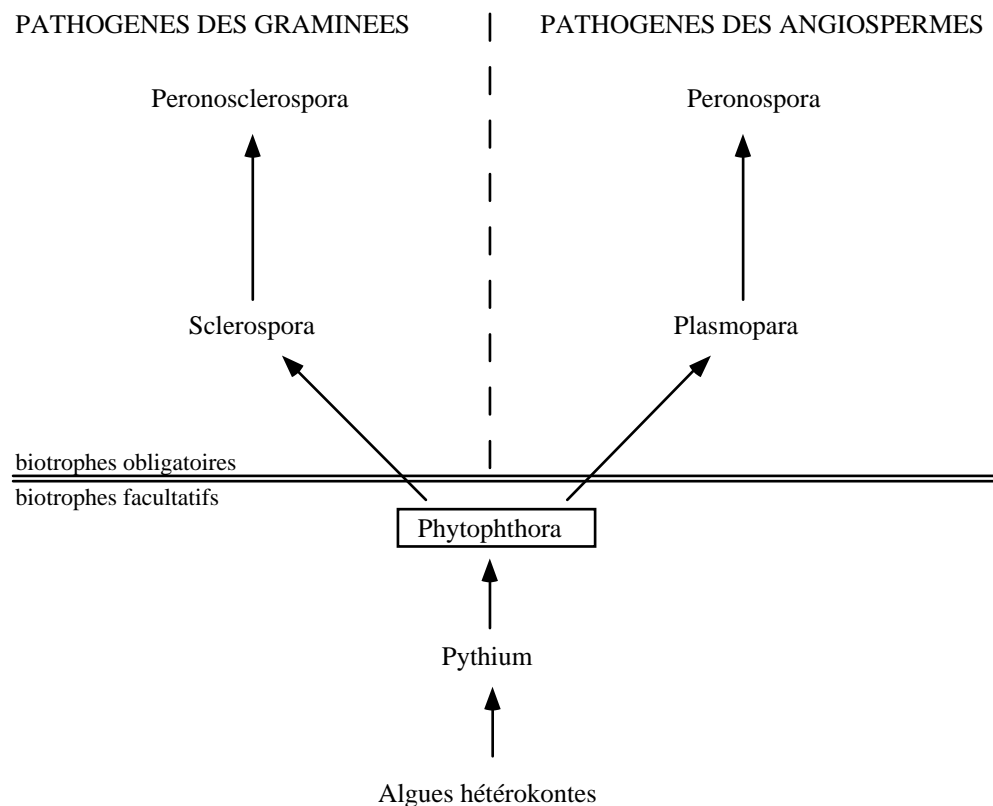 PATHOGENES DES GRAMINEES
PATHOGENES DES ANGIOSPERMES
Peronosclerospora
Peronospora
Sclerospora
Plasmopara
biotrophes obligatoires
biotrophes facultatifs
Phytophthora
Pythium
Algues hétérokontes